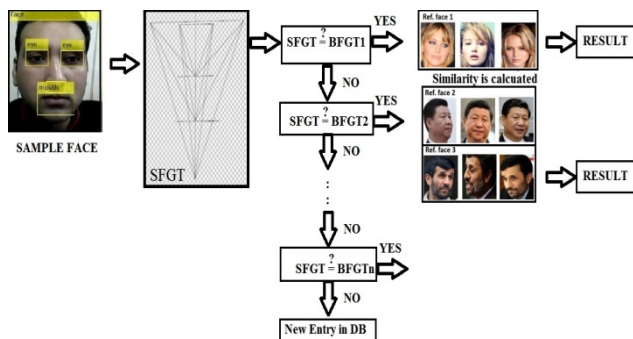 Face
eye
eye
mouth
SAMPLE FACE
SFGT
?
SFGT = BFGT1
YES
Ref. face 1
RESULT
NO
Similarity is calcuated
?
SFGT = BFGT2
YES
Ref. face 2
NO
Ref. face 3
RESULT
NO
?
SFGT = BFGTn
YES
NO
New Entry in DB